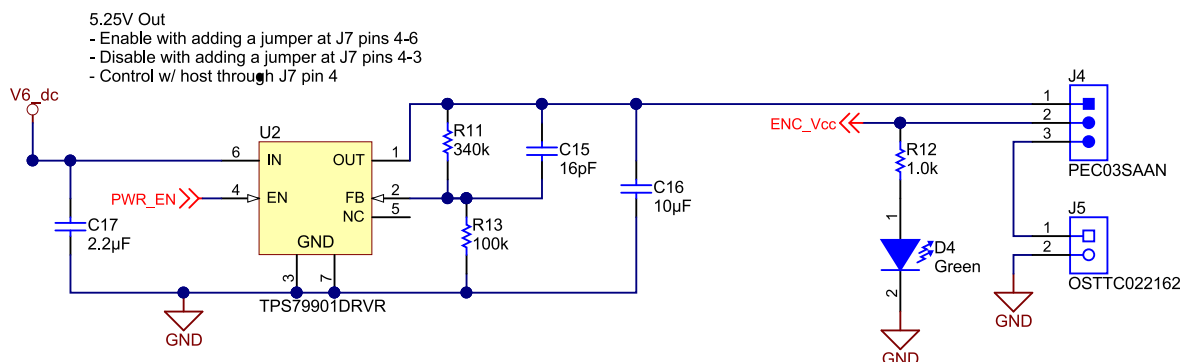 5.25V Out
- Enable with adding a jumper at J7 pins 4-6
- Disable with adding a jumper at J7 pins 4-3
- Control w/ host through J7 pin 4
V6_dc
U2
6 IN OUT 1
PWR_EN 4 EN FB 2
NC 5
GND
3 7
TPS79901DRVR
C17
2.2µF
GND
R11
340k
C15
16pF
R13
100k
C16
10µF
ENC_Vcc
R12
1.0k
1
D4
Green
2
GND
J4
1
2
3
PEC03SAAN
J5
1
2
OSTTC022162
GND